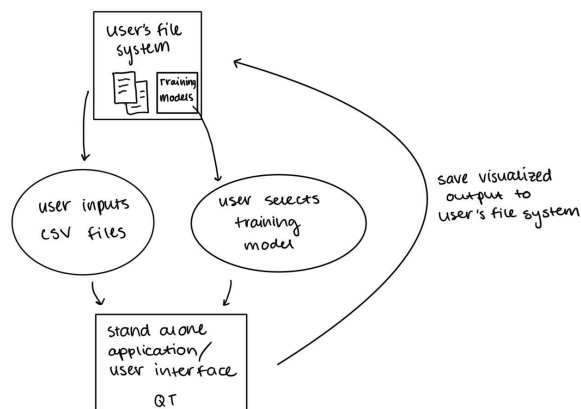 user's file
system
Training
models
user inputs
CSV files
user selects
training
model
save visualized
output to
user's file system
stand alone
application/
user interface
QT